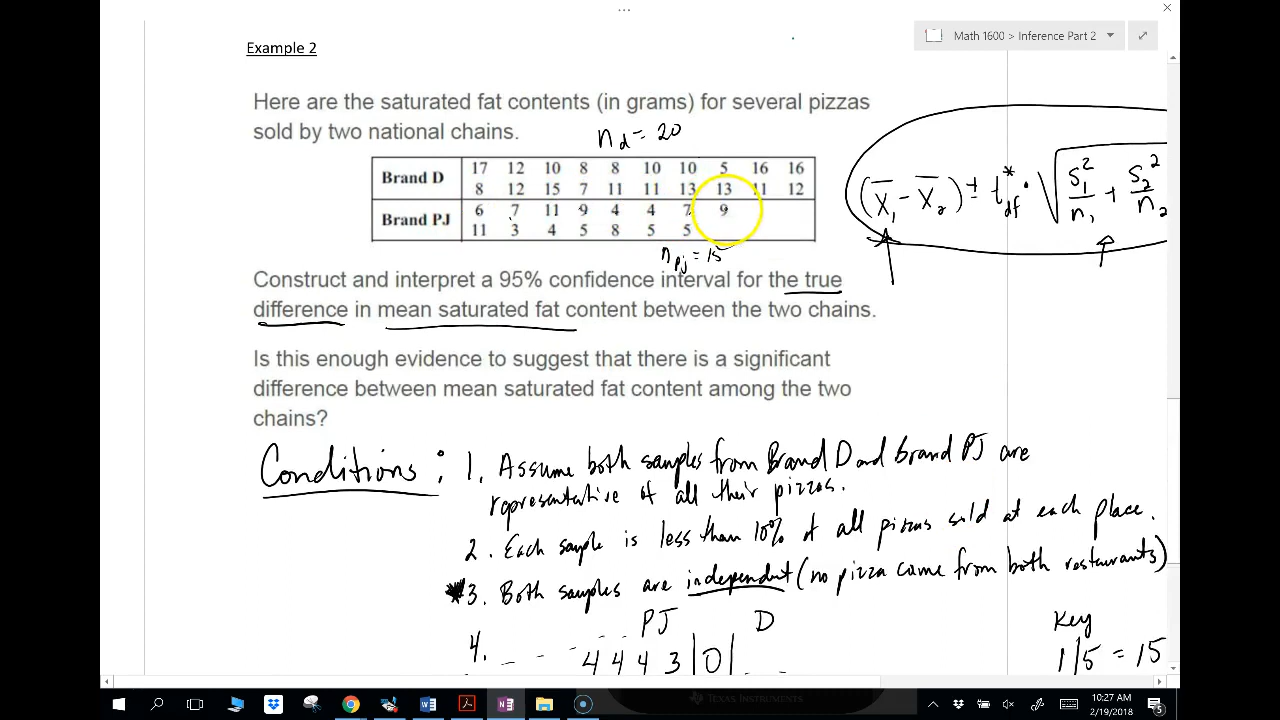 Example 2
Math 1600 > Inference Part 2
Here are the saturated fat contents (in grams) for several pizzas
sold by two national chains.
n_d = 20
Brand D 17 12 10 8 8 10 10 5 16 16
8 12 15 7 11 11 13 13 11 12
Brand PJ 6 7 11 9 4 4 7 9
11 3 4 5 8 5 5
n_PJ = 15
(x̄₁ − x̄₂) ± t*_df · √(S₁²/n₁ + S₂²/n₂
Construct and interpret a 95% confidence interval for the true
difference in mean saturated fat content between the two chains.
Is this enough evidence to suggest that there is a significant
difference between mean saturated fat content among the two
chains?
Conditions: 1. Assume both samples from Brand D and Brand PJ are
representative of all their pizzas.
2. Each sample is less than 10% of all pizzas sold at each place.
*3. Both samples are independent (no pizza came from both restaurants)
PJ D Key
4. 4 4 4 3 |0| 1|5 = 15
TEXAS INSTRUMENTS
10:27 AM
2/19/2018
5